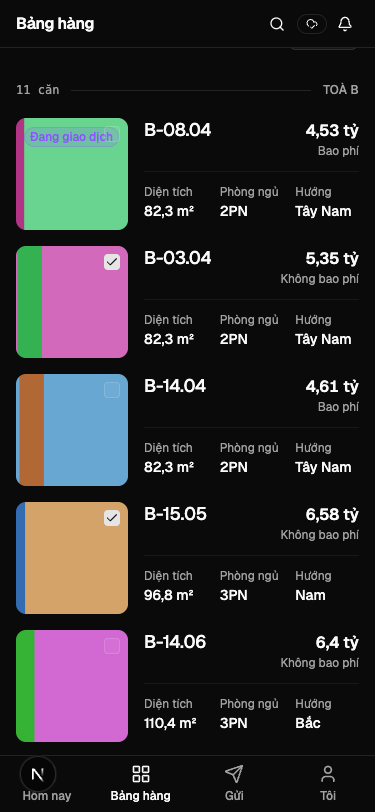 Bảng hàng
11 căn
TOÀ B
Đang giao dịch
B-08.04
4,53 tỷ
Bao phí
Diện tích Phòng ngủ Hướng
82,3 m² 2PN Tây Nam
B-03.04
5,35 tỷ
Không bao phí
Diện tích Phòng ngủ Hướng
82,3 m² 2PN Tây Nam
B-14.04
4,61 tỷ
Bao phí
Diện tích Phòng ngủ Hướng
82,3 m² 2PN Tây Nam
B-15.05
6,58 tỷ
Không bao phí
Diện tích Phòng ngủ Hướng
96,8 m² 3PN Nam
B-14.06
6,4 tỷ
Không bao phí
Diện tích Phòng ngủ Hướng
110,4 m² 3PN Bắc
N
Hôm nay Bảng hàng Gửi Tôi